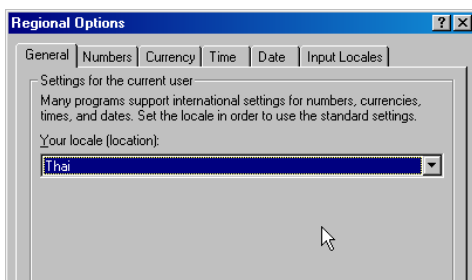 Regional Options
General Numbers Currency Time Date Input Locales
Settings for the current user
Many programs support international settings for numbers, currencies,
times, and dates. Set the locale in order to use the standard settings.
Your locale (location):
Thai